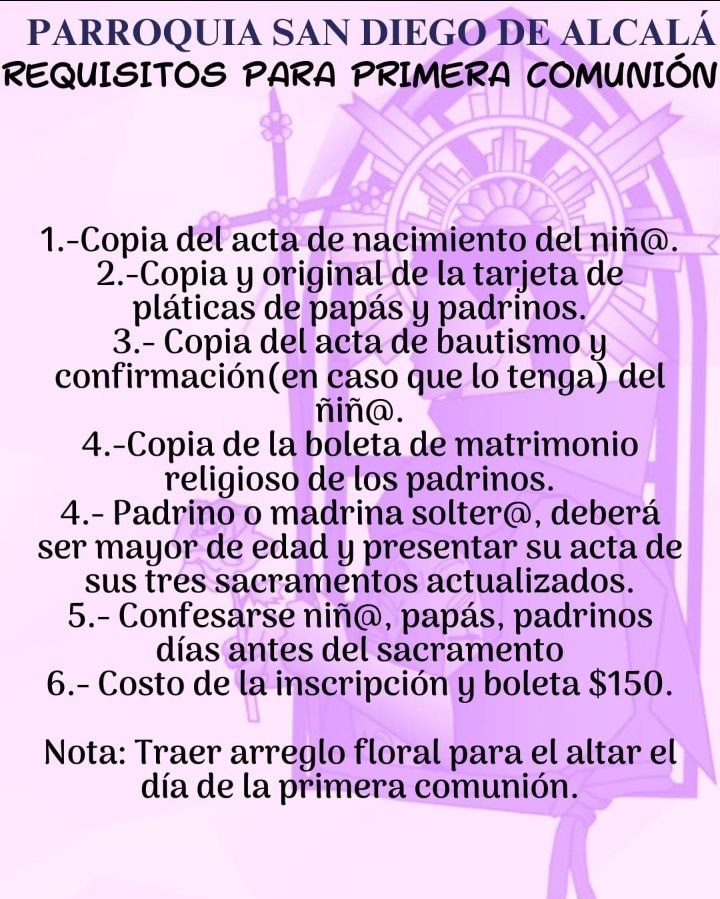 PARROQUIA SAN DIEGO DE ALCALÁ
REQUISITOS PARA PRIMERA COMUNIÓN
1.-Copia del acta de nacimiento del niñ@.
2.-Copia y original de la tarjeta de
pláticas de papás y padrinos.
3.- Copia del acta de bautismo y
confirmación(en caso que lo tenga) del
ñiñ@.
4.-Copia de la boleta de matrimonio
religioso de los padrinos.
4.- Padrino o madrina solter@, deberá
ser mayor de edad y presentar su acta de
sus tres sacramentos actualizados.
5.- Confesarse niñ@, papás, padrinos
días antes del sacramento
6.- Costo de la inscripción y boleta $150.
Nota: Traer arreglo floral para el altar el
día de la primera comunión.